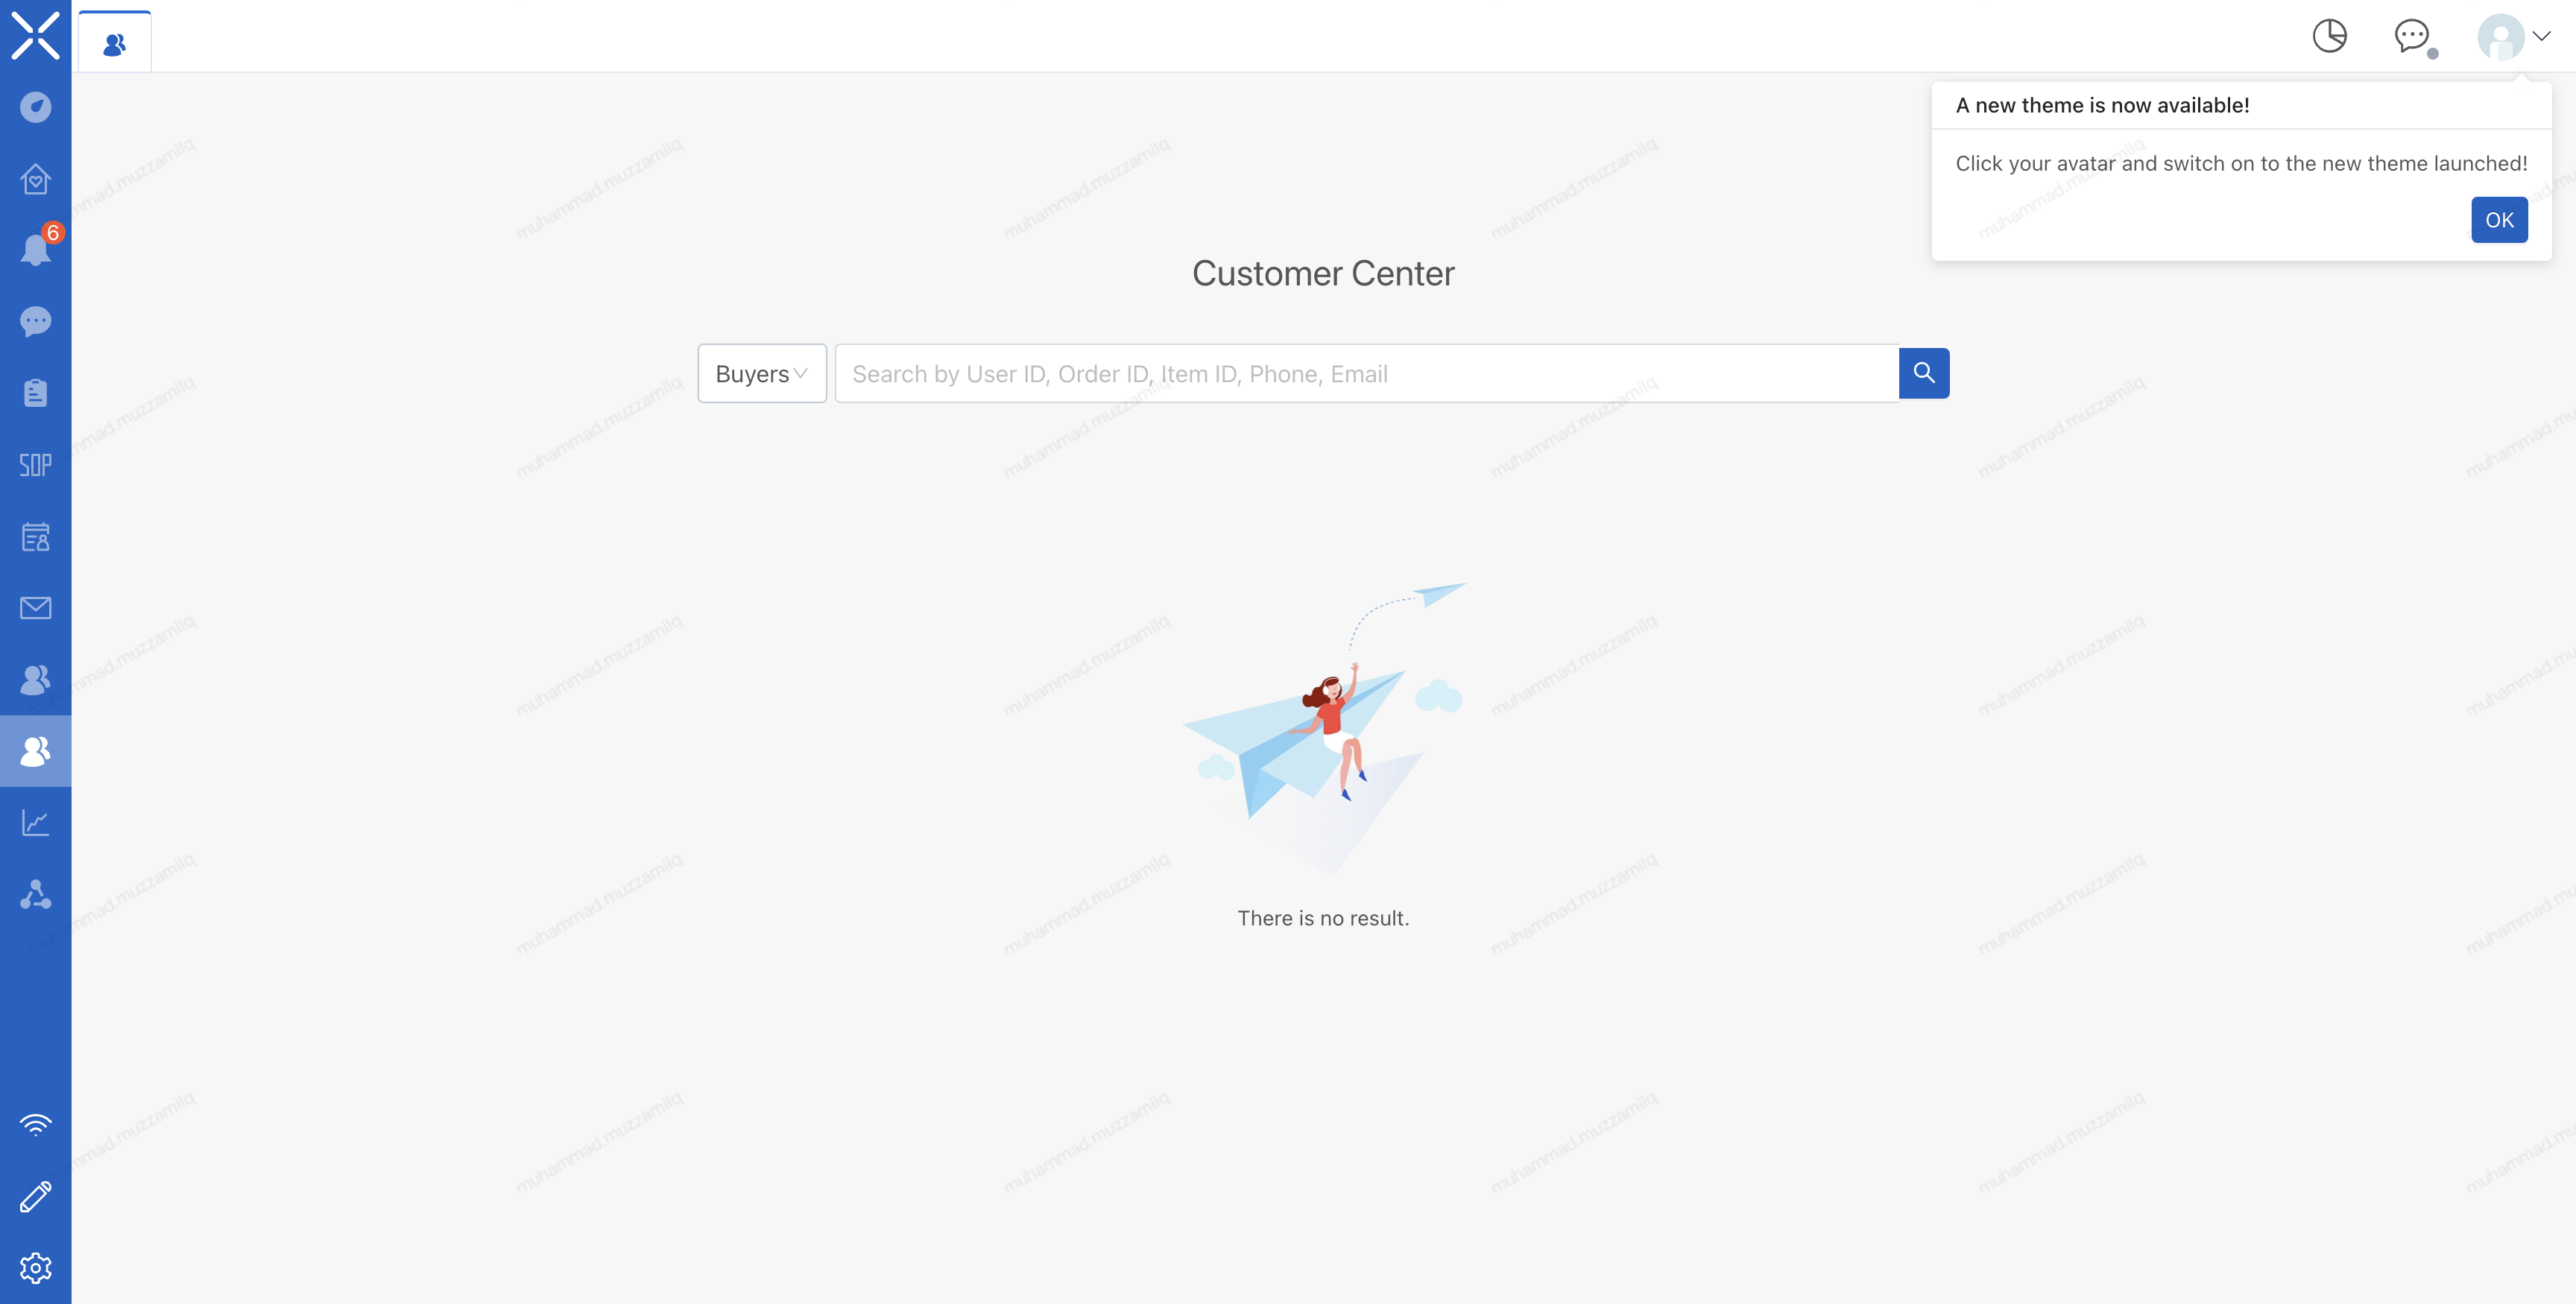 A new theme is now available!
Click your avatar and switch on to the new theme launched!
OK
6
Customer Center
Buyers
Search by User ID, Order ID, Item ID, Phone, Email
SOP
There is no result.
muhammad.muzzamilq